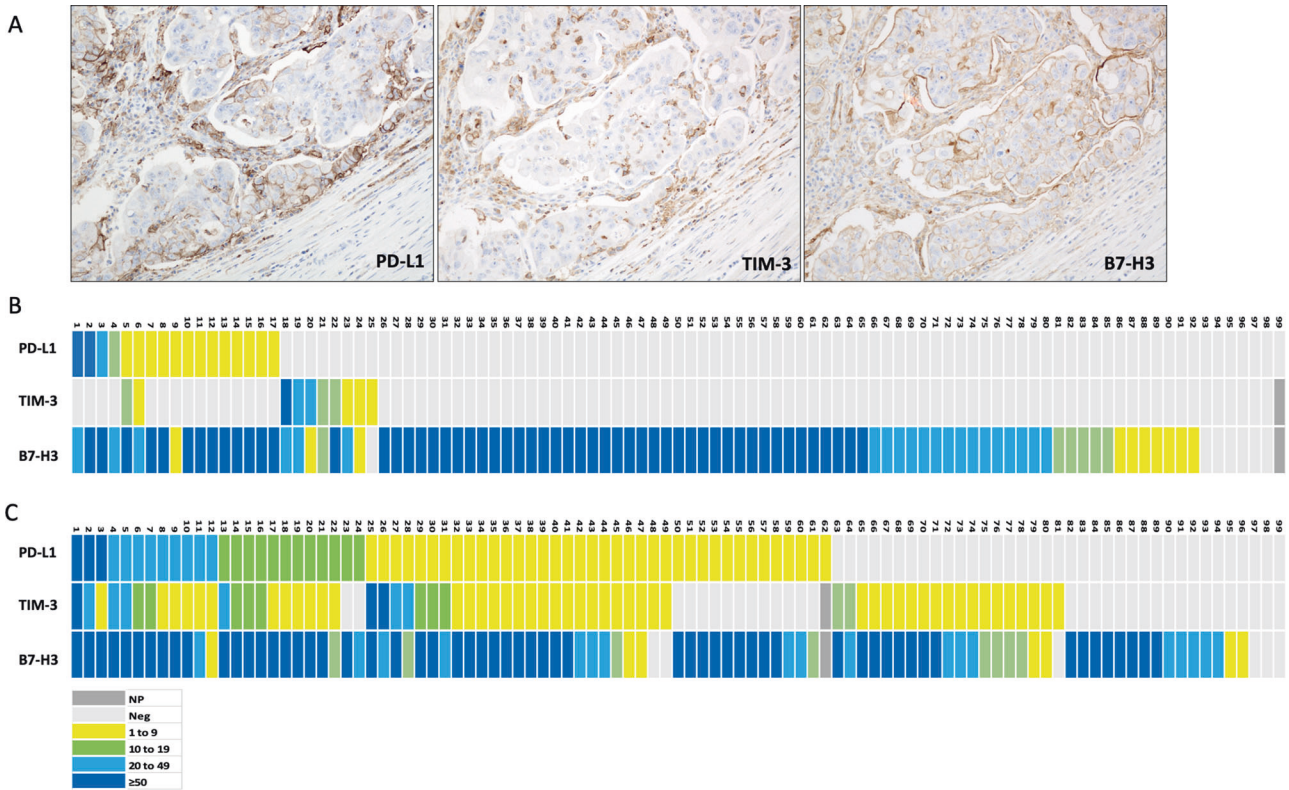 A
PD-L1
TIM-3
B7-H3
B
1 2 3 4 5 6 7 8 9 10 11 12 13 14 15 16 17 18 19 20 21 22 23 24 25 26 27 28 29 30 31 32 33 34 35 36 37 38 39 40 41 42 43 44 45 46 47 48 49 50 51 52 53 54 55 56 57 58 59 60 61 62 63 64 65 66 67 68 69 70 71 72 73 74 75 76 77 78 79 80 81 82 83 84 85 86 87 88 89 90 91 92 93 94 95 96 97 98 99
PD-L1
TIM-3
B7-H3
C
1 2 3 4 5 6 7 8 9 10 11 12 13 14 15 16 17 18 19 20 21 22 23 24 25 26 27 28 29 30 31 32 33 34 35 36 37 38 39 40 41 42 43 44 45 46 47 48 49 50 51 52 53 54 55 56 57 58 59 60 61 62 63 64 65 66 67 68 69 70 71 72 73 74 75 76 77 78 79 80 81 82 83 84 85 86 87 88 89 90 91 92 93 94 95 96 97 98 99
PD-L1
TIM-3
B7-H3
NP
Neg
1 to 9
10 to 19
20 to 49
≥50